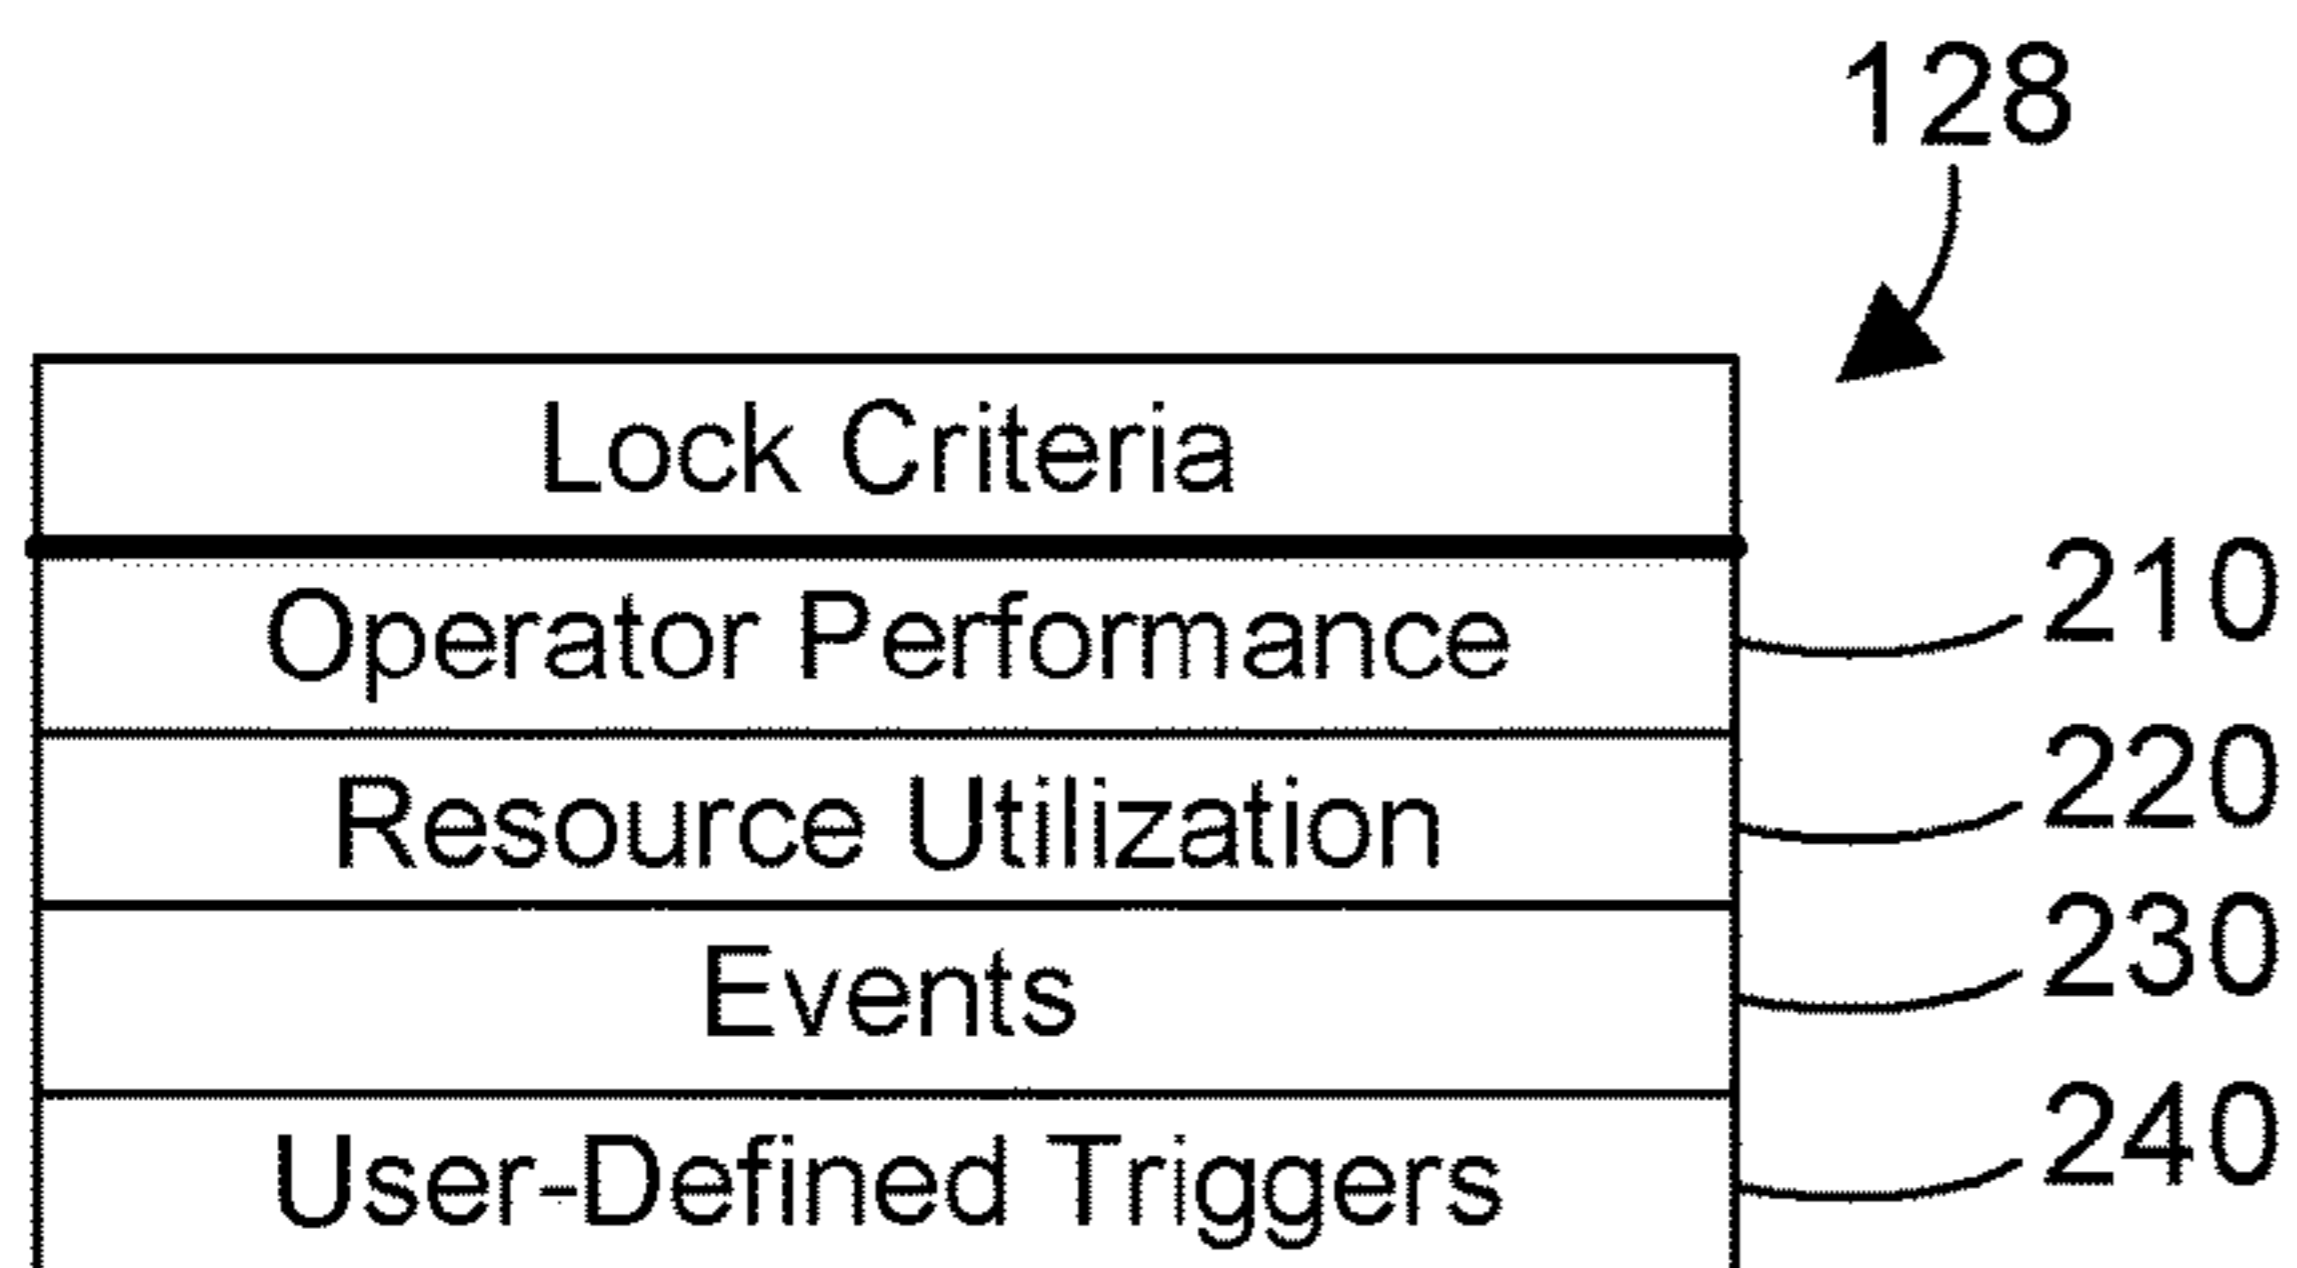 128
Lock Criteria
Operator Performance 210
Resource Utilization 220
Events 230
User-Defined Triggers 240